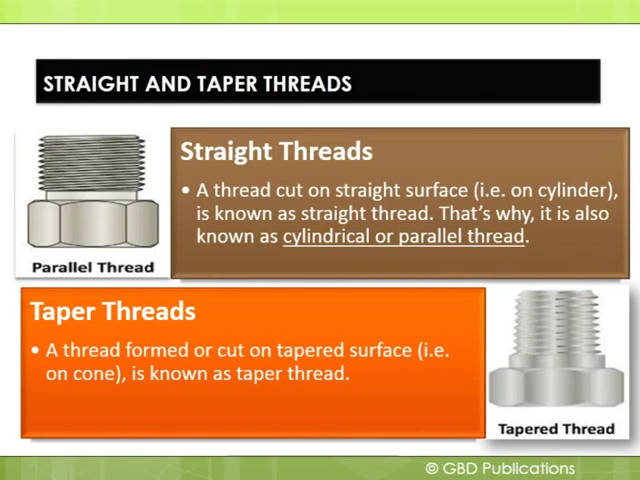 STRAIGHT AND TAPER THREADS
Straight Threads
• A thread cut on straight surface (i.e. on cylinder),
is known as straight thread. That's why, it is also
known as cylindrical or parallel thread.
Parallel Thread
Taper Threads
• A thread formed or cut on tapered surface (i.e.
on cone), is known as taper thread.
Tapered Thread
© GBD Publications